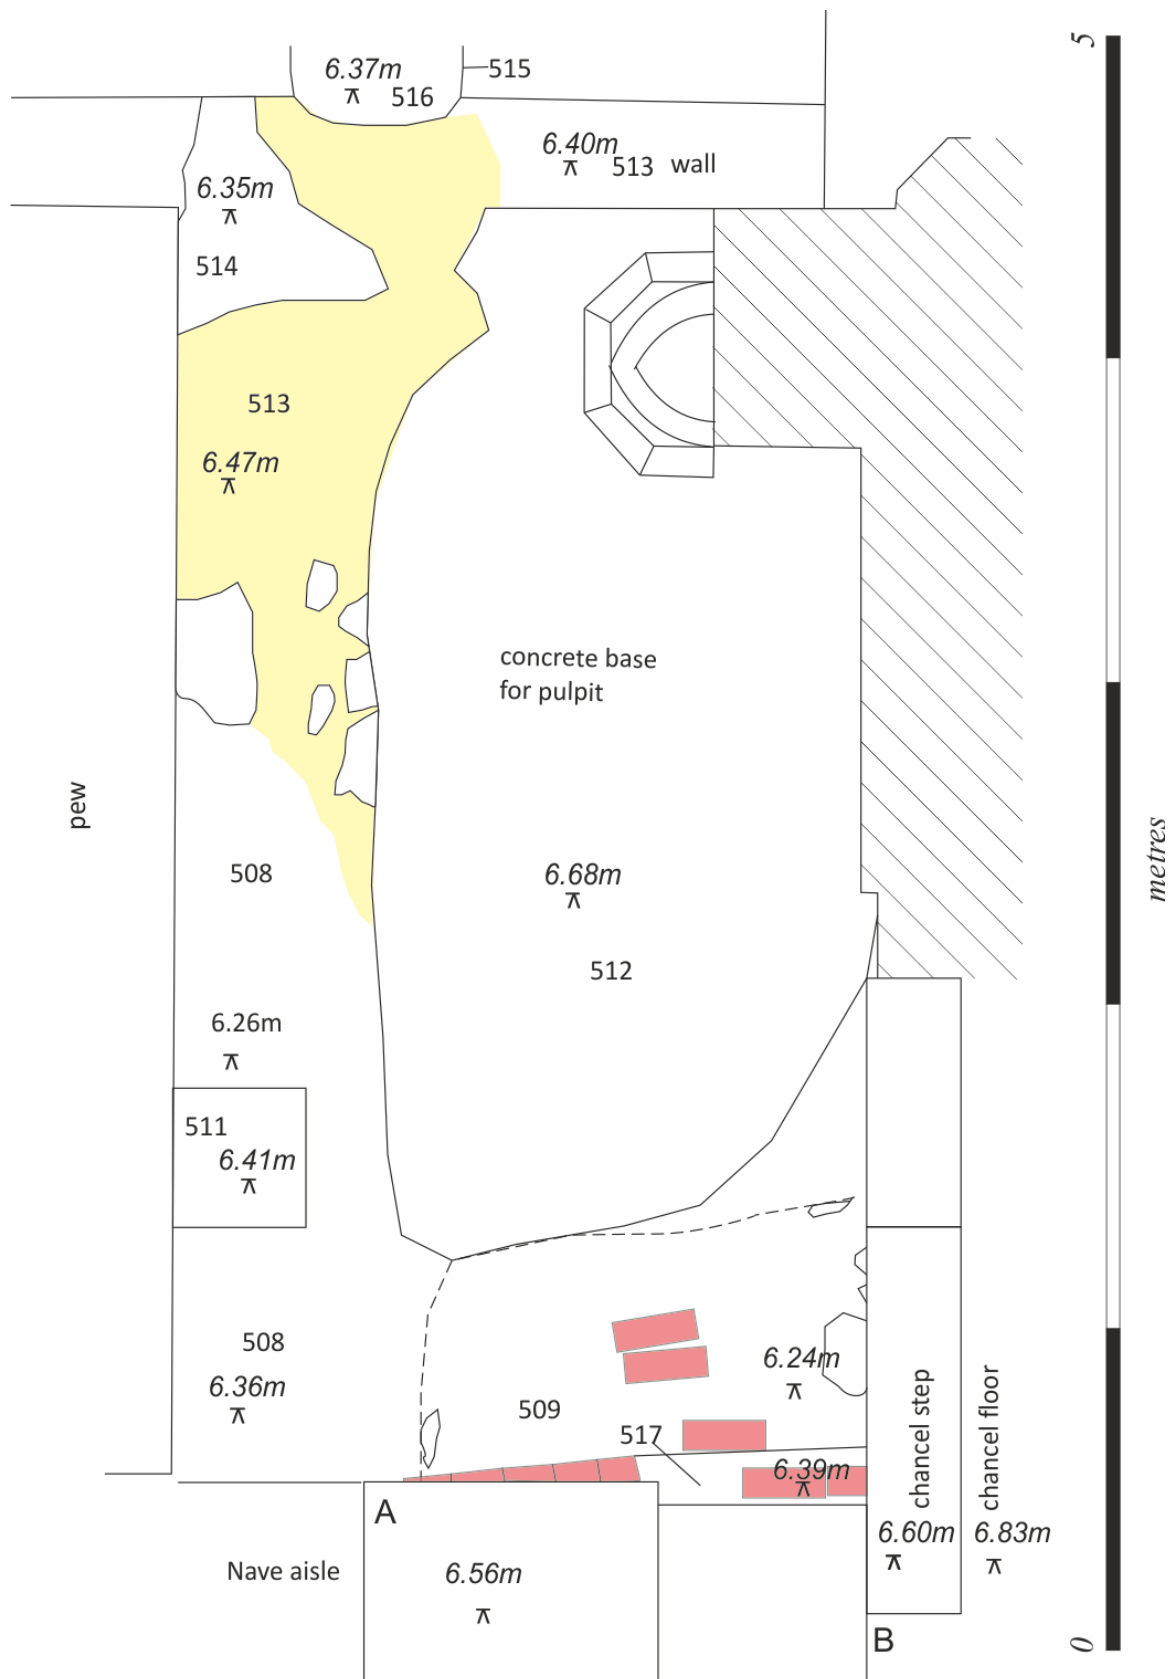 5
6.37m
515
516
6.40m
513 wall
6.35m
514
513
6.47m
concrete base
for pulpit
pew
metres
508
6.68m
512
6.26m
511
6.41m
508
6.24m
6.36m
509
517
6.39m
chancel step
chancel floor
A
6.60m
6.83m
Nave aisle
6.56m
B
0